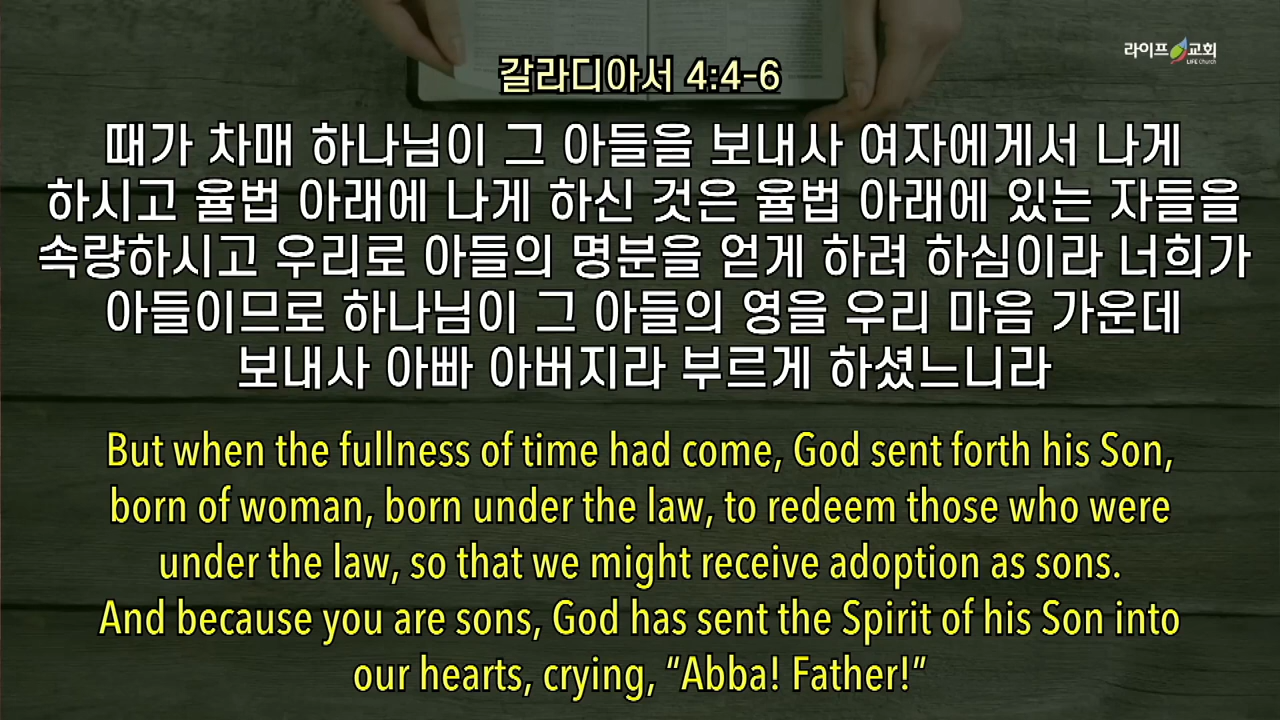 라이프 교회
LIFE Church
갈라디아서 4:4-6
때가 차매 하나님이 그 아들을 보내사 여자에게서 나게
하시고 율법 아래에 나게 하신 것은 율법 아래에 있는 자들을
속량하시고 우리로 아들의 명분을 얻게 하려 하심이라 너희가
아들이므로 하나님이 그 아들의 영을 우리 마음 가운데
보내사 아빠 아버지라 부르게 하셨느니라
But when the fullness of time had come, God sent forth his Son,
born of woman, born under the law, to redeem those who were
under the law, so that we might receive adoption as sons.
And because you are sons, God has sent the Spirit of his Son into
our hearts, crying, “Abba! Father!”